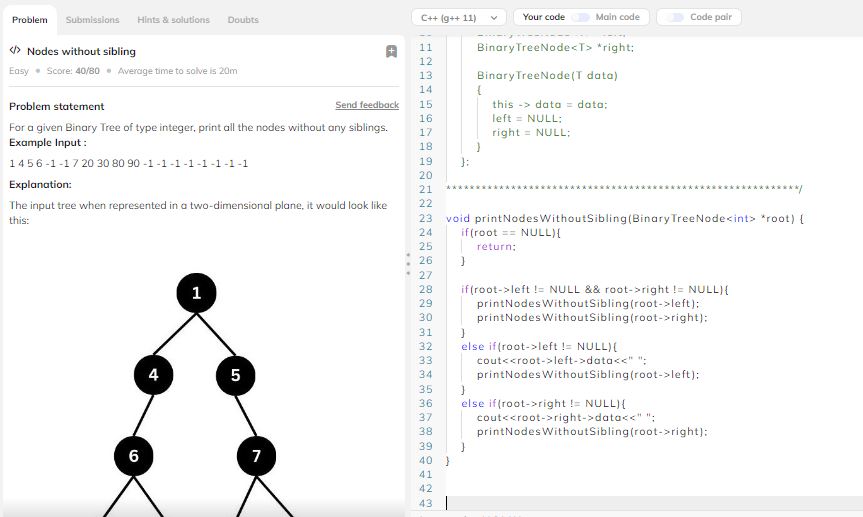 Problem Submissions Hints & solutions Doubts
Nodes without sibling
Easy Score: 40/80 Average time to solve is 20m
Problem statement Send feedback
For a given Binary Tree of type integer, print all the nodes without any siblings.
Example Input :
1 4 5 6 -1 -1 7 20 30 80 90 -1 -1 -1 -1 -1 -1 -1 -1
Explanation:
The input tree when represented in a two-dimensional plane, it would look like
this:
1
4 5
6 7
C++ (g++ 11) Your code Main code Code pair
11 BinaryTreeNode<T> *right;
12
13 BinaryTreeNode(T data)
14 {
15 this -> data = data;
16 left = NULL;
17 right = NULL;
18 }
19 };
20
21 ************************************************************/
22
23 void printNodesWithoutSibling(BinaryTreeNode<int> *root) {
24 if(root == NULL){
25 return;
26 }
27
28 if(root->left != NULL && root->right != NULL){
29 printNodesWithoutSibling(root->left);
30 printNodesWithoutSibling(root->right);
31 }
32 else if(root->left != NULL){
33 cout<<root->left->data<<" ";
34 printNodesWithoutSibling(root->left);
35 }
36 else if(root->right != NULL){
37 cout<<root->right->data<<" ";
38 printNodesWithoutSibling(root->right);
39 }
40 }
41
42
43